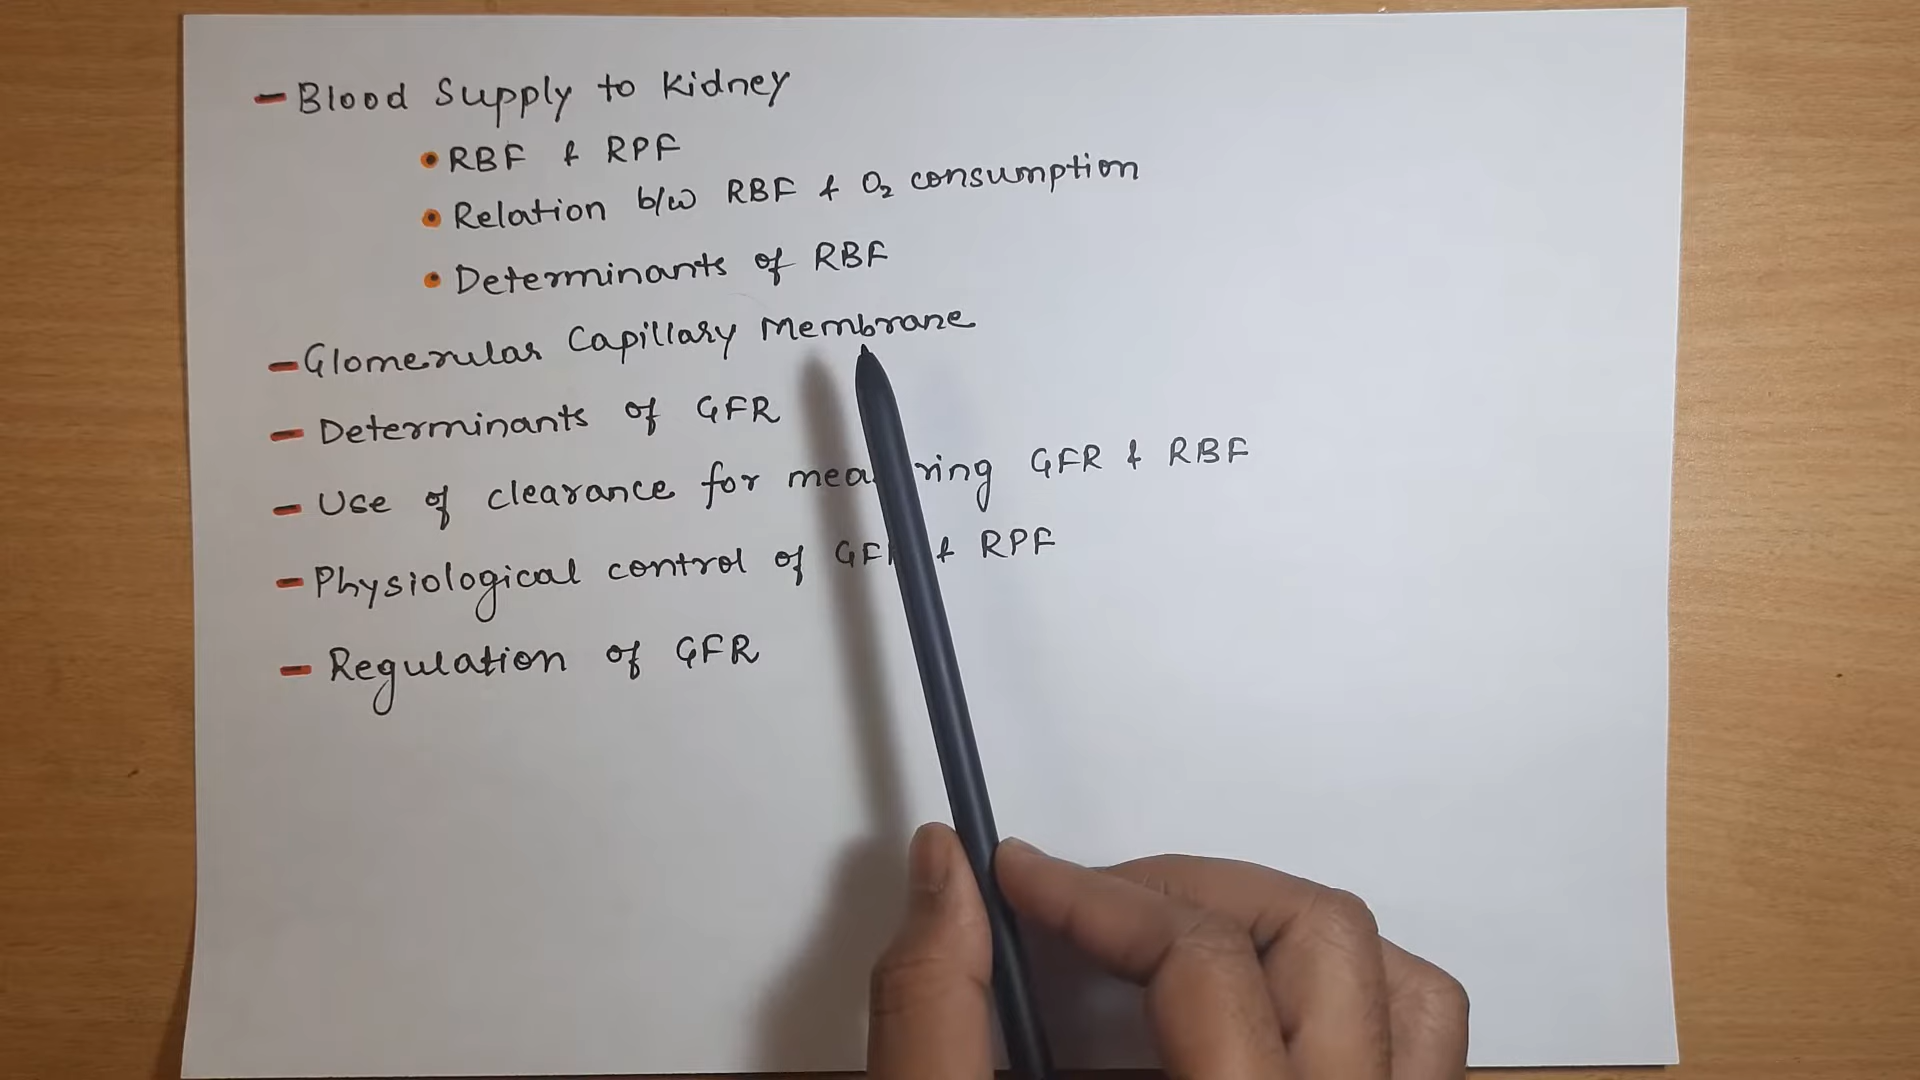 - Blood Supply to Kidney
• RBF & RPF
• Relation b/w RBF & O₂ consumption
• Determinants of RBF
- Glomerular Capillary Membrane
- Determinants of GFR
- Use of clearance for GFR & RBF
- Physiological control of & RPF
- Regulation of GFR